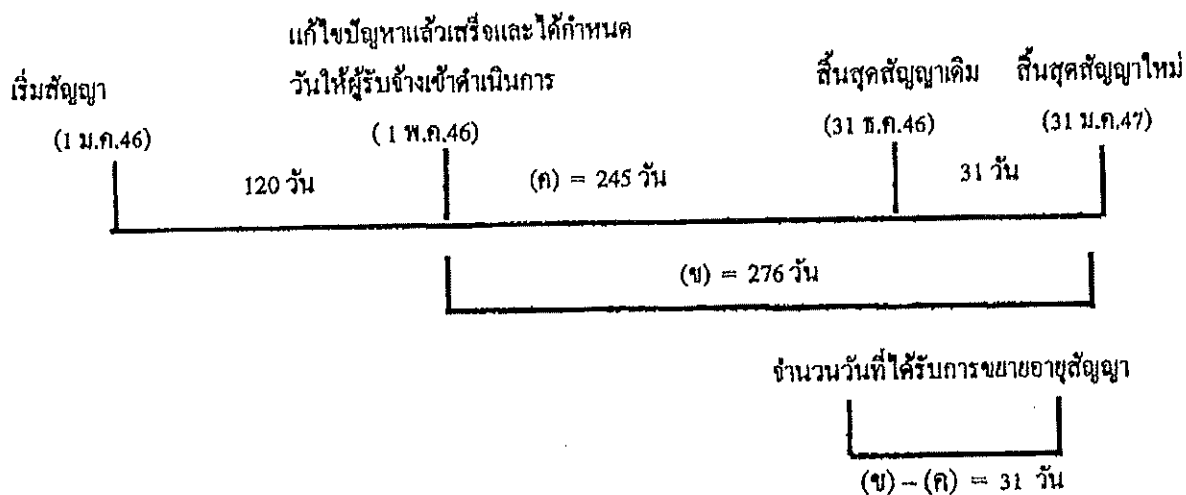 แก้ไขปัญหาแล้วเสร็จและได้กำหนด
วันให้ผู้รับจ้างเข้าดำเนินการ
เริ่มสัญญา
สิ้นสุดสัญญาเดิม
สิ้นสุดสัญญาใหม่
(1 ม.ค.46)
(1 พ.ค.46)
(31 ธ.ค.46)
(31 ม.ค.47)
120 วัน
(ค) = 245 วัน
31 วัน
(ข) = 276 วัน
จำนวนวันที่ได้รับการขยายอายุสัญญา
(ข) – (ค) = 31 วัน